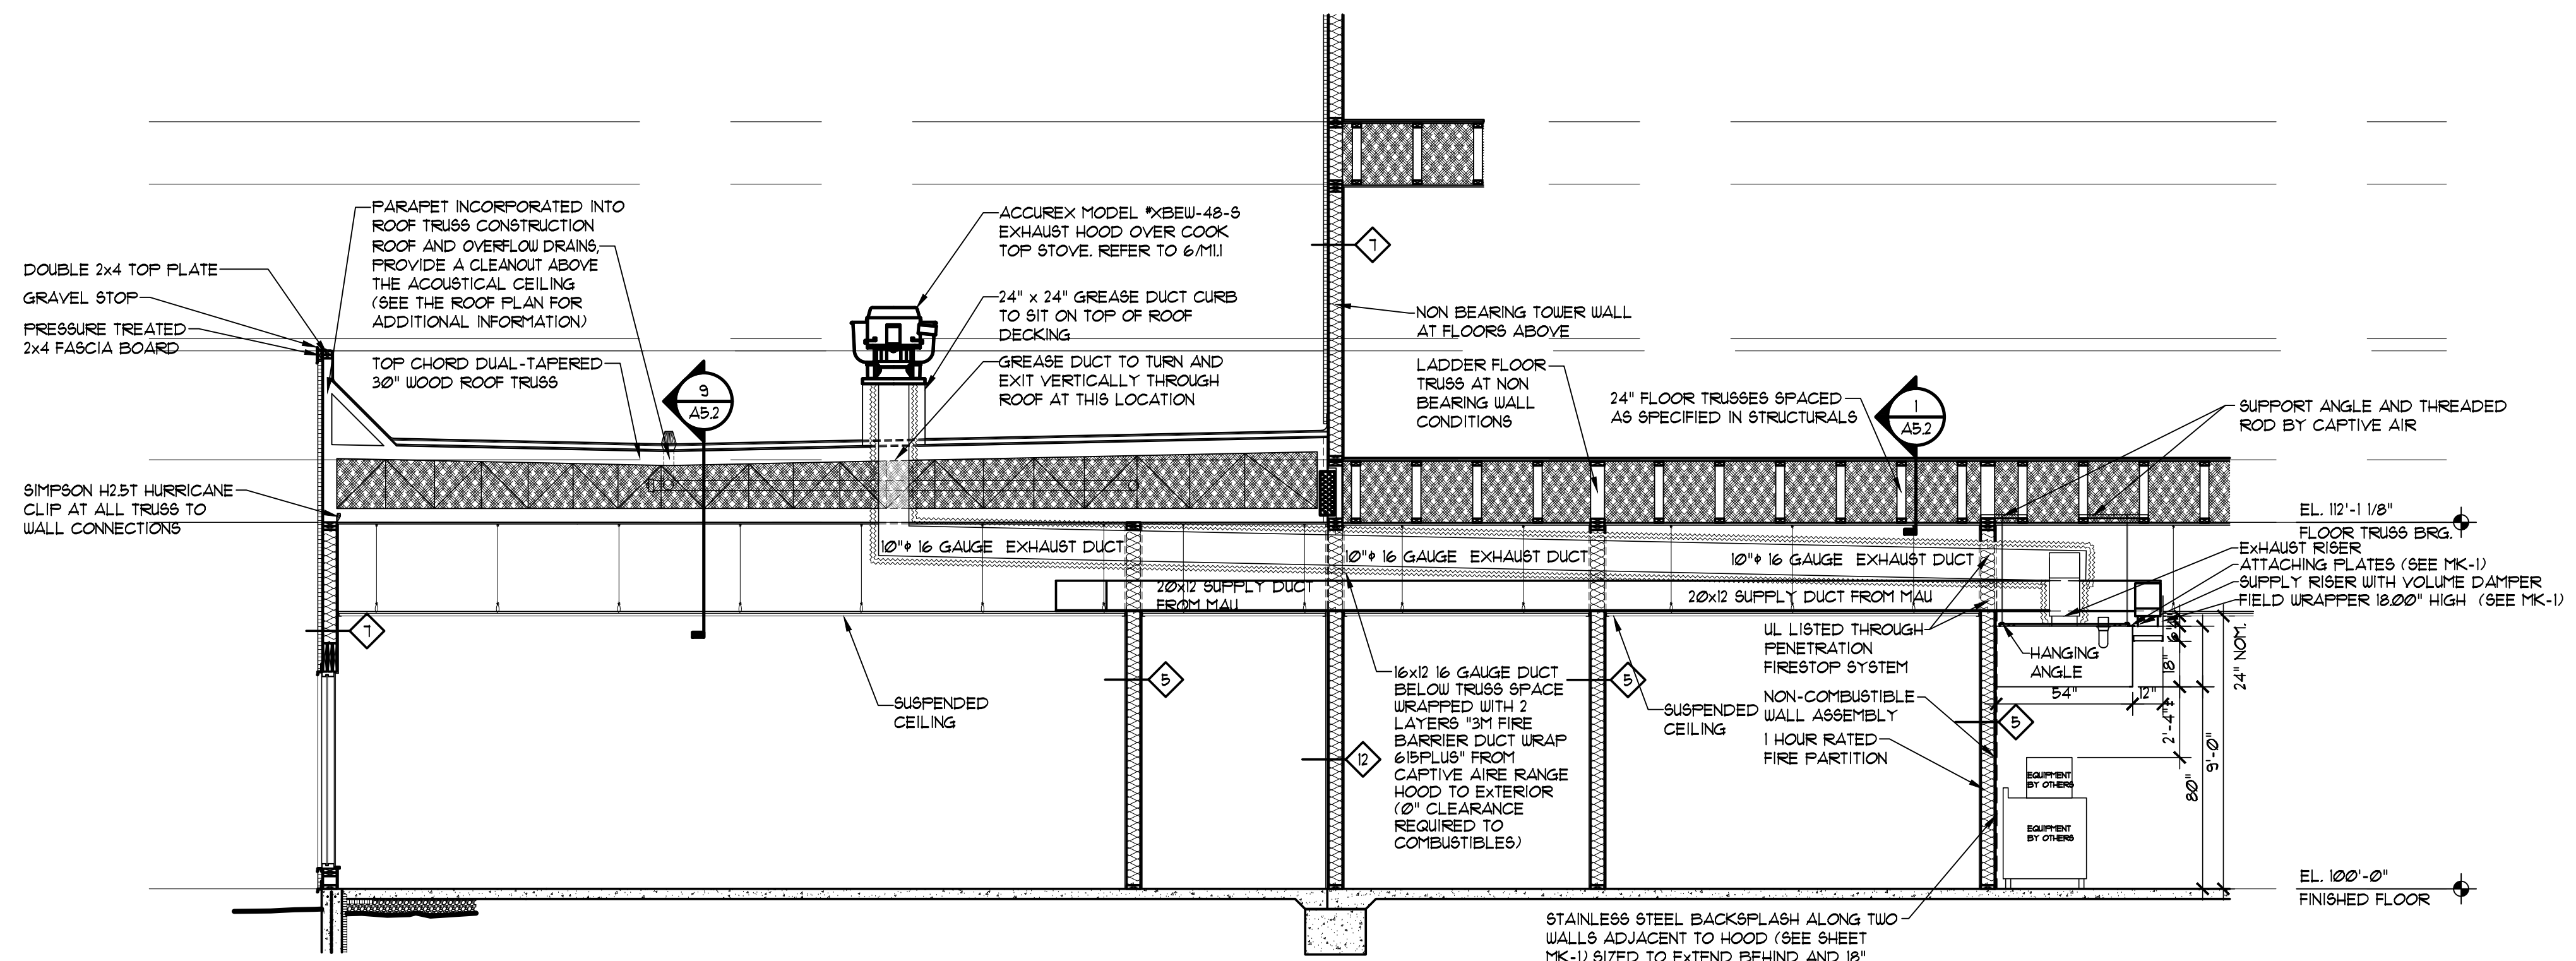 PARAPET INCORPORATED INTO
ROOF TRUSS CONSTRUCTION
ROOF AND OVERFLOW DRAINS,
PROVIDE A CLEANOUT ABOVE
THE ACOUSTICAL CEILING
(SEE THE ROOF PLAN FOR
ADDITIONAL INFORMATION)
DOUBLE 2x4 TOP PLATE
GRAVEL STOP
PRESSURE TREATED
2x4 FASCIA BOARD
TOP CHORD DUAL-TAPERED
30" WOOD ROOF TRUSS
SIMPSON H2.5T HURRICANE
CLIP AT ALL TRUSS TO
WALL CONNECTIONS
9
A5.2
ACCUREX MODEL #XBEW-48-S
EXHAUST HOOD OVER COOK
TOP STOVE. REFER TO 6/M1.1
24" x 24" GREASE DUCT CURB
TO SIT ON TOP OF ROOF
DECKING
GREASE DUCT TO TURN AND
EXIT VERTICALLY THROUGH
ROOF AT THIS LOCATION
7
NON BEARING TOWER WALL
AT FLOORS ABOVE
LADDER FLOOR
TRUSS AT NON
BEARING WALL
CONDITIONS
24" FLOOR TRUSSES SPACED
AS SPECIFIED IN STRUCTURALS
1
A5.2
SUPPORT ANGLE AND THREADED
ROD BY CAPTIVE AIR
EL. 112'-1 1/8"
FLOOR TRUSS BRG.
EXHAUST RISER
ATTACHING PLATES (SEE MK-1)
SUPPLY RISER WITH VOLUME DAMPER
FIELD WRAPPER 18.00" HIGH (SEE MK-1)
10"φ 16 GAUGE EXHAUST DUCT
10"φ 16 GAUGE EXHAUST DUCT
10"φ 16 GAUGE EXHAUST DUCT
20x12 SUPPLY DUCT
FROM MAU
20x12 SUPPLY DUCT FROM MAU
7
5
5
5
12
SUSPENDED
CEILING
16x12 16 GAUGE DUCT
BELOW TRUSS SPACE
WRAPPED WITH 2
LAYERS "3M FIRE
BARRIER DUCT WRAP
615PLUS" FROM
CAPTIVE AIRE RANGE
HOOD TO EXTERIOR
(0" CLEARANCE
REQUIRED TO
COMBUSTIBLES)
SUSPENDED
CEILING
UL LISTED THROUGH
PENETRATION
FIRESTOP SYSTEM
NON-COMBUSTIBLE
WALL ASSEMBLY
1 HOUR RATED
FIRE PARTITION
HANGING
ANGLE
54"
12"
18"
24" NOM.
2'-4"±
80"
9'-0"
EQUIPMENT
BY OTHERS
EQUIPMENT
BY OTHERS
EL. 100'-0"
FINISHED FLOOR
STAINLESS STEEL BACKSPLASH ALONG TWO
WALLS ADJACENT TO HOOD (SEE SHEET
MK-1) SIZED TO EXTEND BEHIND AND 18"